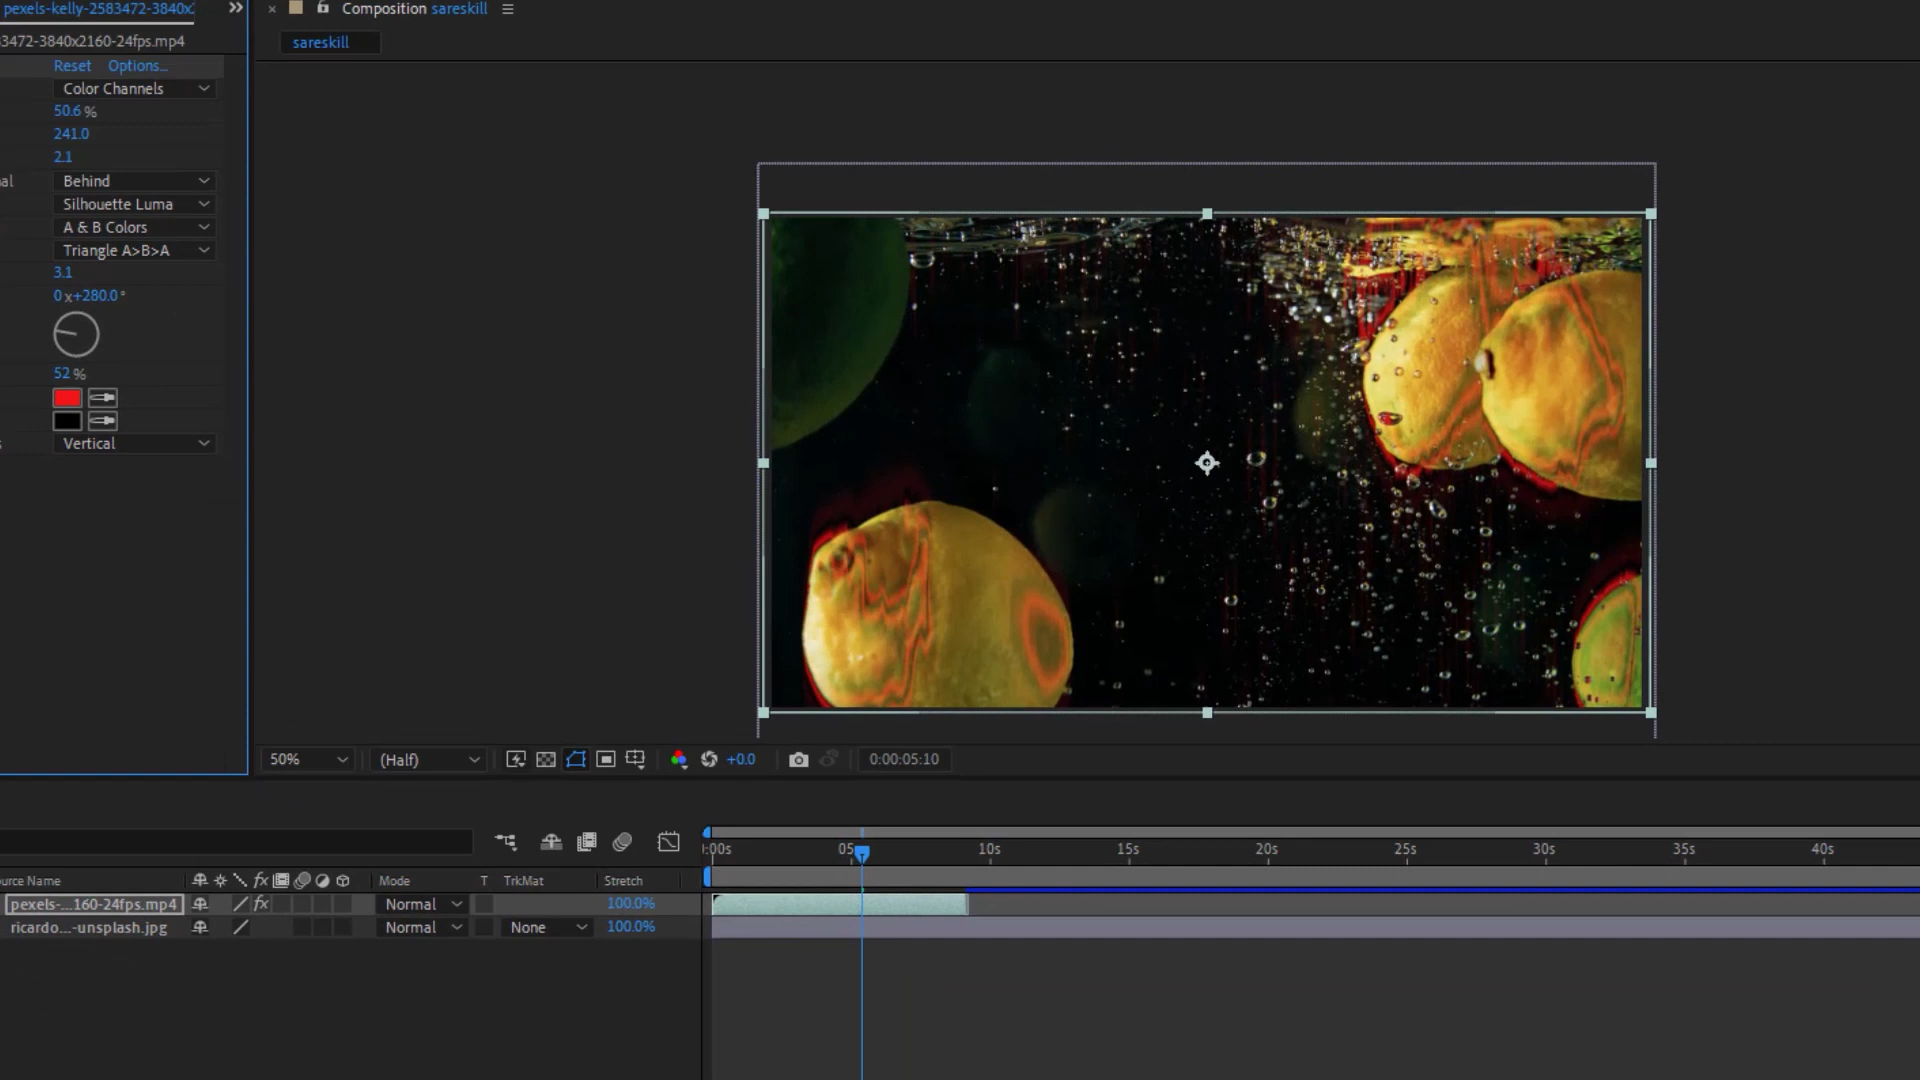 pexels-kelly-2583472-3840x
Composition sareskill
3472-3840x2160-24fps.mp4
sareskill
Reset Options...
Color Channels
50.6 %
241.0
2.1
al Behind
Silhouette Luma
A & B Colors
Triangle A>B>A
3.1
0 x+280.0 °
52 %
s Vertical
50% (Half) +0.0 0:00:05:10
:00s 05s 10s 15s 20s 25s 30s 35s 40s
urce Name fx Mode T TrkMat Stretch
pexels-...160-24fps.mp4 fx Normal 100.0%
ricardo...-unsplash.jpg Normal None 100.0%